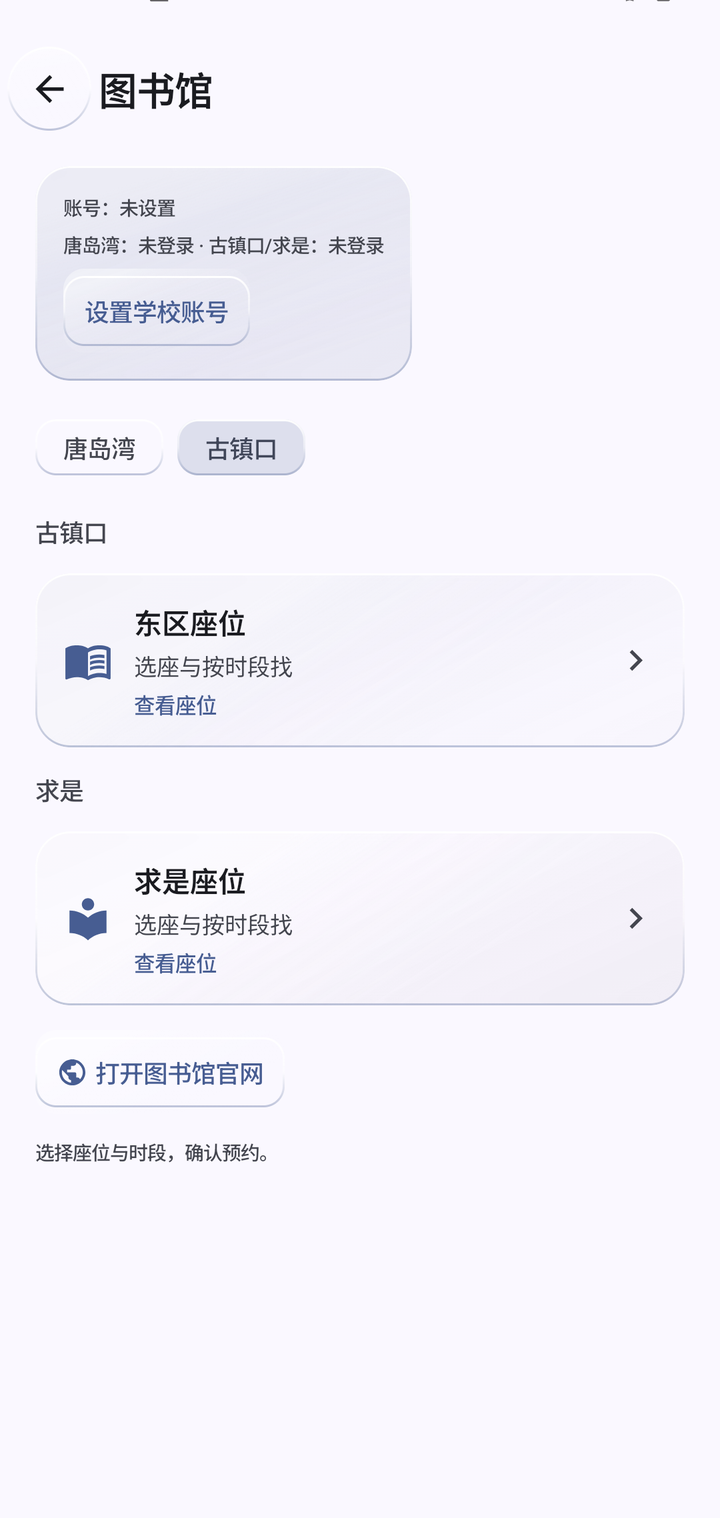 图书馆
账号：未设置
唐岛湾：未登录 · 古镇口/求是：未登录
设置学校账号
唐岛湾
古镇口
古镇口
东区座位
选座与按时段找
查看座位
求是
求是座位
选座与按时段找
查看座位
打开图书馆官网
选择座位与时段，确认预约。